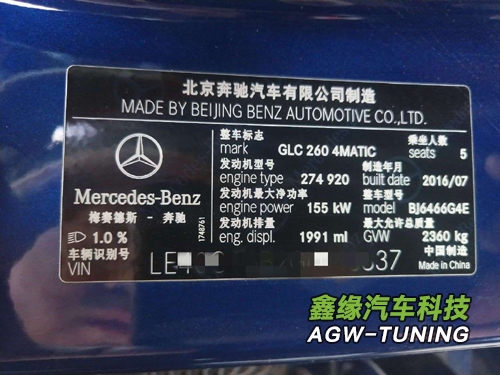 北京奔驰汽车有限公司制造
MADE BY BEIJING BENZ AUTOMOTIVE CO.,LTD.
整车标志 乘坐人数
mark GLC 260 4MATIC seats 5
发动机型号 制造年月
engine type 274 920 built date 2016/07
发动机最大净功率 型号
engine power 155 kW model BJ6466G4E
发动机排量 最大允许总质量
eng. displ. 1991 ml GVW 2360 kg
Mercedes-Benz
梅赛德斯 - 奔驰
1.0 %
1748761
车辆识别号 中国制造
VIN LE 337 Made in China
鑫缘汽车科技
AGW-TUNING